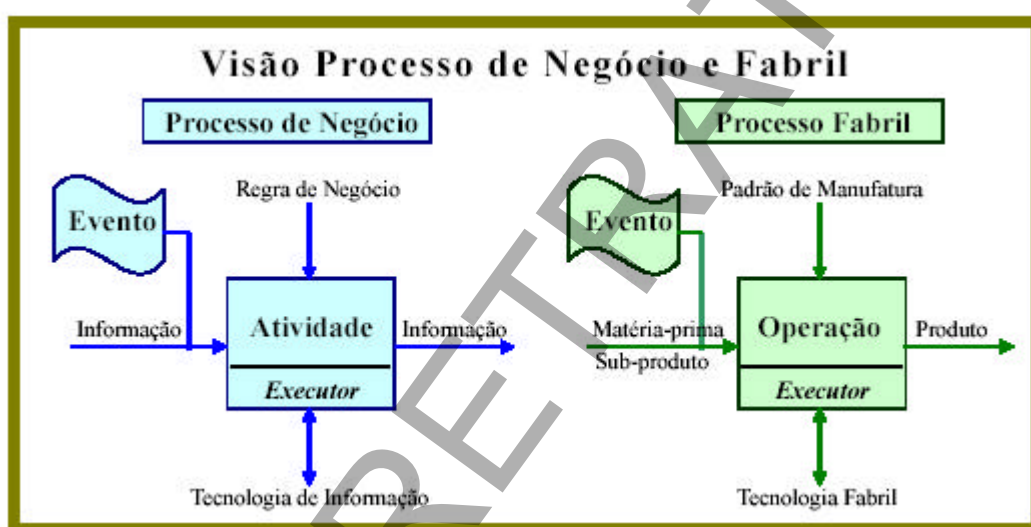 Visão Processo de Negócio e Fabril
Processo de Negócio
Processo Fabril
Regra de Negócio
Padrão de Manufatura
Evento
Evento
Informação
Atividade
Informação
Matéria-prima
Operação
Produto
Sub-produto
Executor
Executor
Tecnologia de Informação
Tecnologia Fabril
RETRA